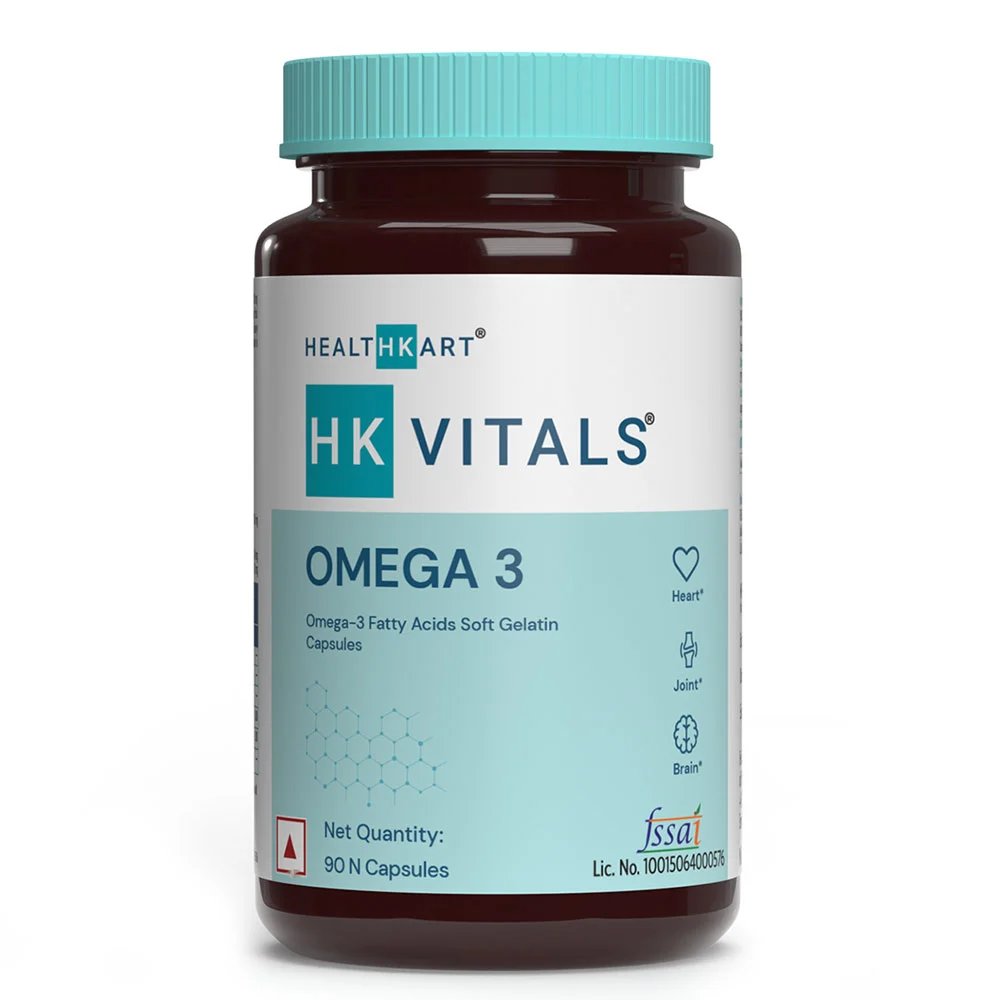 HEALTHKART®
HK VITALS®
OMEGA 3
Omega-3 Fatty Acids Soft Gelatin
Capsules
Heart*
Joint*
Brain*
Net Quantity:
90 N Capsules
fssai
Lic. No. 10015064000576